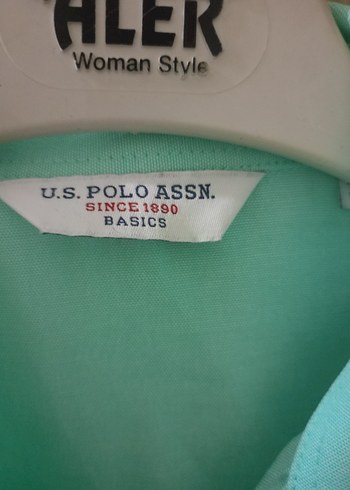 ALER
Woman Style
U.S. POLO ASSN.
SINCE 1890
BASICS